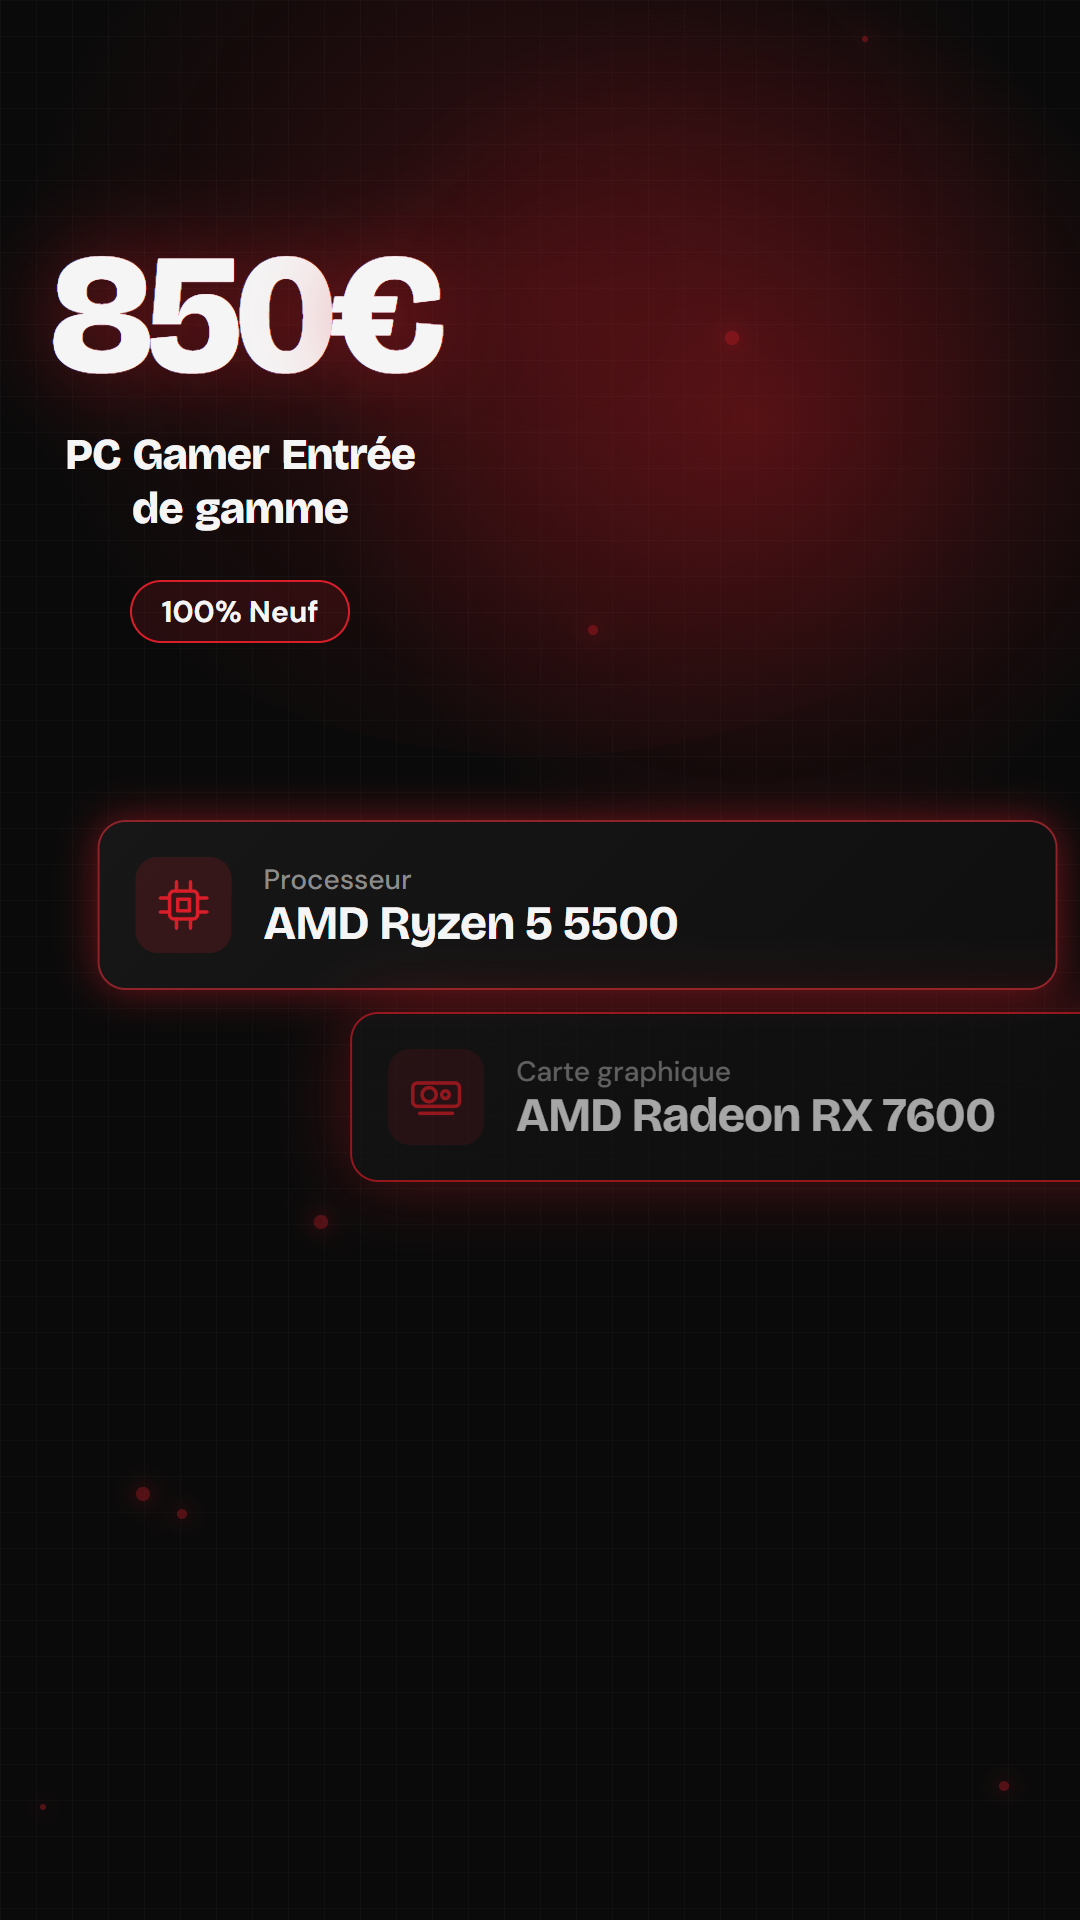 850€
PC Gamer Entrée
de gamme
100% Neuf
Processeur
AMD Ryzen 5 5500
Carte graphique
AMD Radeon RX 7600